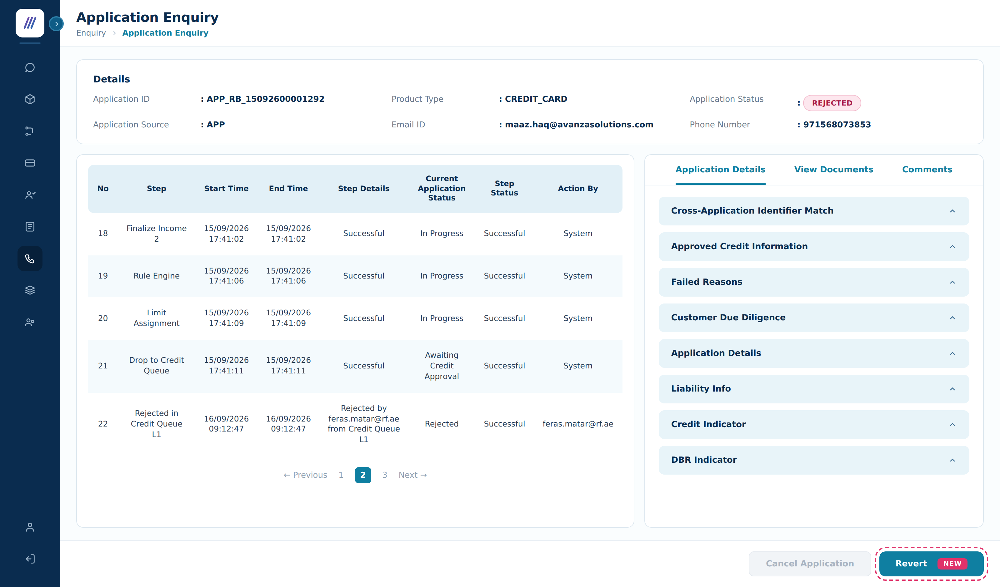 Application Enquiry
Enquiry > Application Enquiry
Details
Application ID : APP_RB_15092600001292 Product Type : CREDIT_CARD Application Status : REJECTED
Application Source : APP Email ID : maaz.haq@avanzasolutions.com Phone Number : 971568073853
No Step Start Time End Time Step Details Current Application Status Step Status Action By
18 Finalize Income 2 15/09/2026 17:41:02 15/09/2026 17:41:02 Successful In Progress Successful System
19 Rule Engine 15/09/2026 17:41:06 15/09/2026 17:41:06 Successful In Progress Successful System
20 Limit Assignment 15/09/2026 17:41:09 15/09/2026 17:41:09 Successful In Progress Successful System
21 Drop to Credit Queue 15/09/2026 17:41:11 15/09/2026 17:41:11 Successful Awaiting Credit Approval Successful System
22 Rejected in Credit Queue L1 16/09/2026 09:12:47 16/09/2026 09:12:47 Rejected by feras.matar@rf.ae from Credit Queue L1 Rejected Successful feras.matar@rf.ae
← Previous 1 2 3 Next →
Application Details View Documents Comments
Cross-Application Identifier Match
Approved Credit Information
Failed Reasons
Customer Due Diligence
Application Details
Liability Info
Credit Indicator
DBR Indicator
Cancel Application Revert NEW